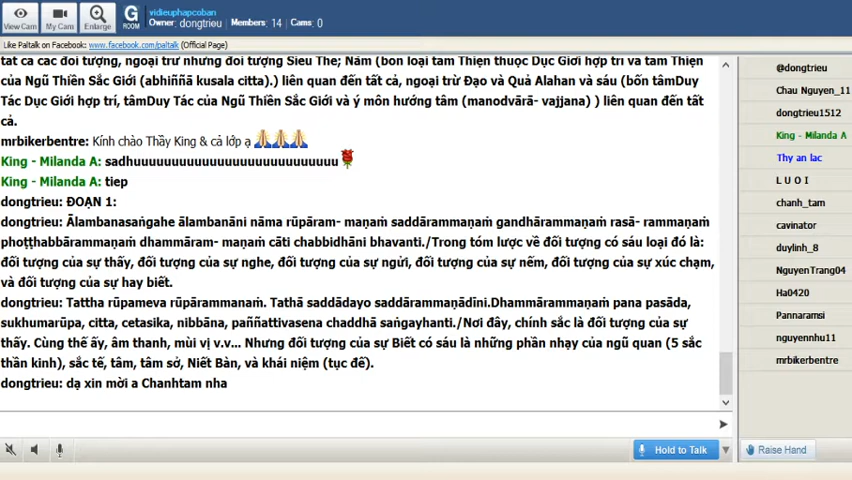 vidieuphapcoban
Owner: dongtrieu Members: 14 Cams: 0
View Cam
My Cam
Enlarge
G
ROOM
Like Paltalk on Facebook: www.facebook.com/paltalk (Official Page)
tất cả các đối tượng, ngoại trừ những đối tượng Siêu Thế; Năm (bốn loại tâm Thiện thuộc Dục Giới hợp trí và tâm Thiện
của Ngũ Thiền Sắc Giới (abhiññā kusala citta).) liên quan đến tất cả, ngoại trừ Đạo và Quả Alahan và sáu (bốn tâmDuy
Tác Dục Giới hợp trí, tâmDuy Tác của Ngũ Thiền Sắc Giới và ý môn hướng tâm (manodvārā- vajjana) ) liên quan đến tất
cả.
mrbikerbentre: Kính chào Thầy King & cả lớp ạ 🙏🙏🙏
King - Milanda A: sadhuuuuuuuuuuuuuuuuuuuuuuuuuuu🌹
King - Milanda A: tiep
dongtrieu: ĐOẠN 1:
dongtrieu: Ālambanasaṅgahe ālambanāni nāma rūpāram- maṇaṃ saddārammaṇaṃ gandhārammaṇaṃ rasā- rammaṇaṃ
phoṭṭhabbārammaṇaṃ dhammāram- maṇaṃ cāti chabbidhāni bhavanti./Trong tóm lược về đối tượng có sáu loại đó là:
đối tượng của sự thấy, đối tượng của sự nghe, đối tượng của sự ngửi, đối tượng của sự nếm, đối tượng của sự xúc chạm,
và đối tượng của sự hay biết.
dongtrieu: Tattha rūpameva rūpārammaṇaṃ. Tathā saddādayo saddārammaṇādīni.Dhammārammaṇaṃ pana pasāda,
sukhumarūpa, citta, cetasika, nibbāna, paññattivasena chaddhā saṅgayhanti./Nơi đây, chính sắc là đối tượng của sự
thấy. Cùng thế ấy, âm thanh, mùi vị v.v... Nhưng đối tượng của sự Biết có sáu là những phần nhạy của ngũ quan (5 sắc
thần kinh), sắc tế, tâm, tâm sở, Niết Bàn, và khái niệm (tục đế).
dongtrieu: dạ xin mời a Chanhtam nha
Hold to Talk
@dongtrieu
Chau Nguyen_11
dongtrieu1512
King - Milanda A
Thy an lac
L U O I
chanh_tam
cavinator
duylinh_8
NguyenTrang04
Ha0420
Pannaramsi
nguyennhu11
mrbikerbentre
Raise Hand